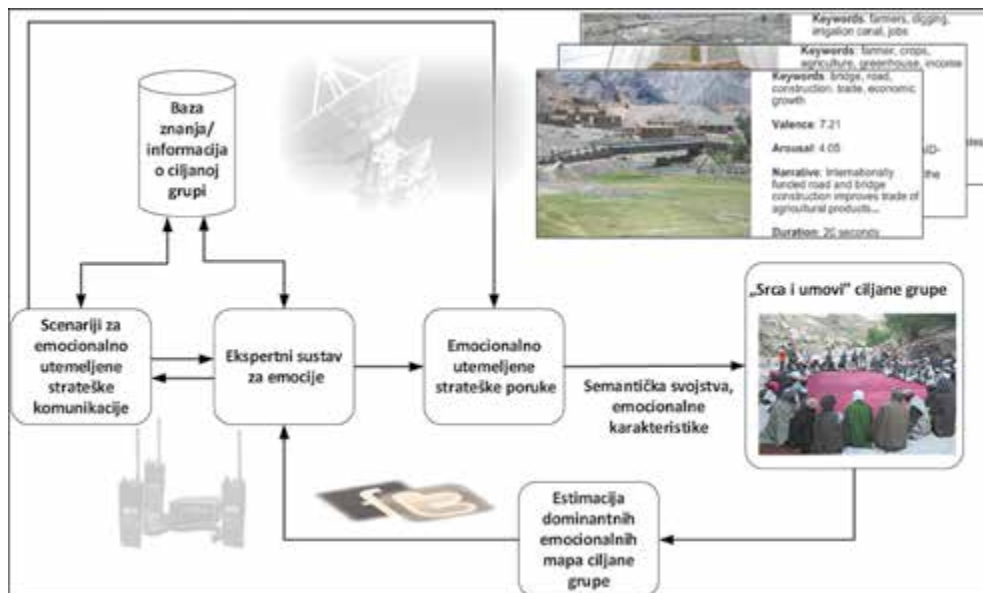 Keywords: farmers, digging,
irrigation canal, jobs
Keywords: farmer, crops,
agriculture, greenhouse, income
Keywords: bridge, road,
construction, trade, economic
growth
Valence: 7.21
Arousal: 4.05
Narrative: Internationally
funded road and bridge
construction improves trade of
agricultural products...
Duration: 20 seconds
the
Baza
znanja/
informacija
o ciljanoj
grupi
Scenariji za
emocionalno
utemeljene
strateške
komunikacije
Ekspertni sustav
za emocije
Emocionalno
utemeljene
strateške poruke
Semantička svojstva,
emocionalne
karakteristike
„Srca i umovi” ciljane grupe
Estimacija
dominantnih
emocionalnih
mapa ciljane
grupe